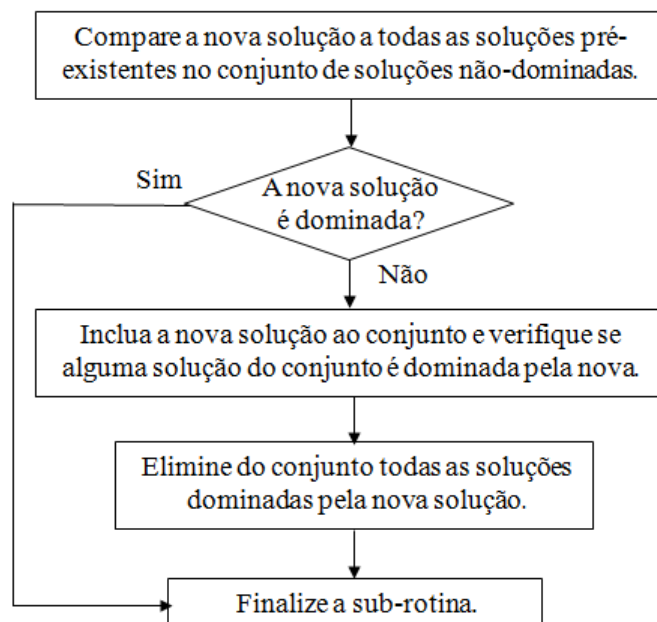 Compare a nova solução a todas as soluções pré-
existentes no conjunto de soluções não-dominadas.
Sim
A nova solução
é dominada?
Não
Inclua a nova solução ao conjunto e verifique se
alguma solução do conjunto é dominada pela nova.
Elimine do conjunto todas as soluções
dominadas pela nova solução.
Finalize a sub-rotina.